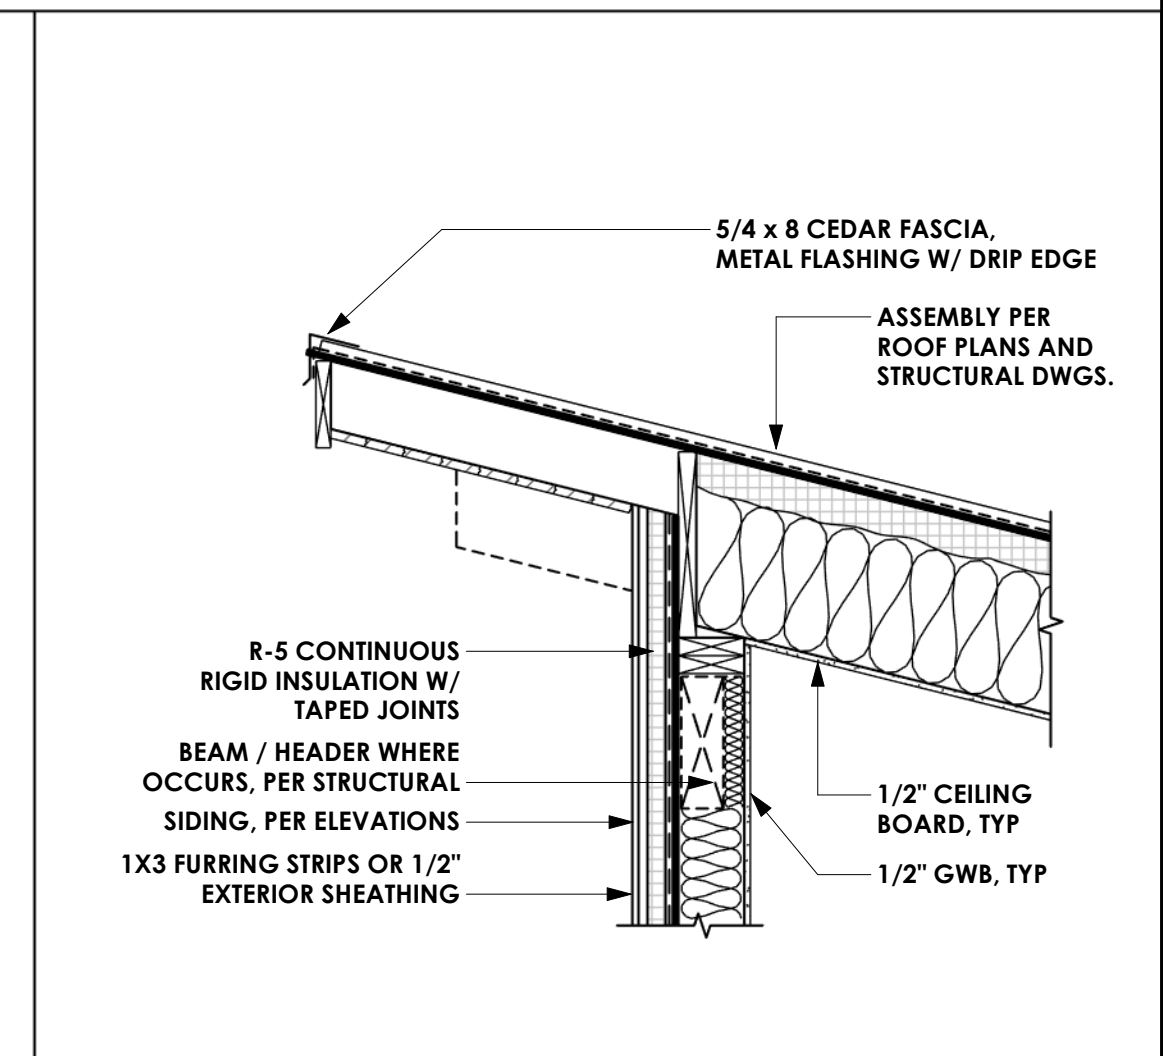 5/4 x 8 CEDAR FASCIA,
METAL FLASHING W/ DRIP EDGE
ASSEMBLY PER
ROOF PLANS AND
STRUCTURAL DWGS.
R-5 CONTINUOUS
RIGID INSULATION W/
TAPED JOINTS
BEAM / HEADER WHERE
OCCURS, PER STRUCTURAL
SIDING, PER ELEVATIONS
1X3 FURRING STRIPS OR 1/2"
EXTERIOR SHEATHING
1/2" CEILING
BOARD, TYP
1/2" GWB, TYP